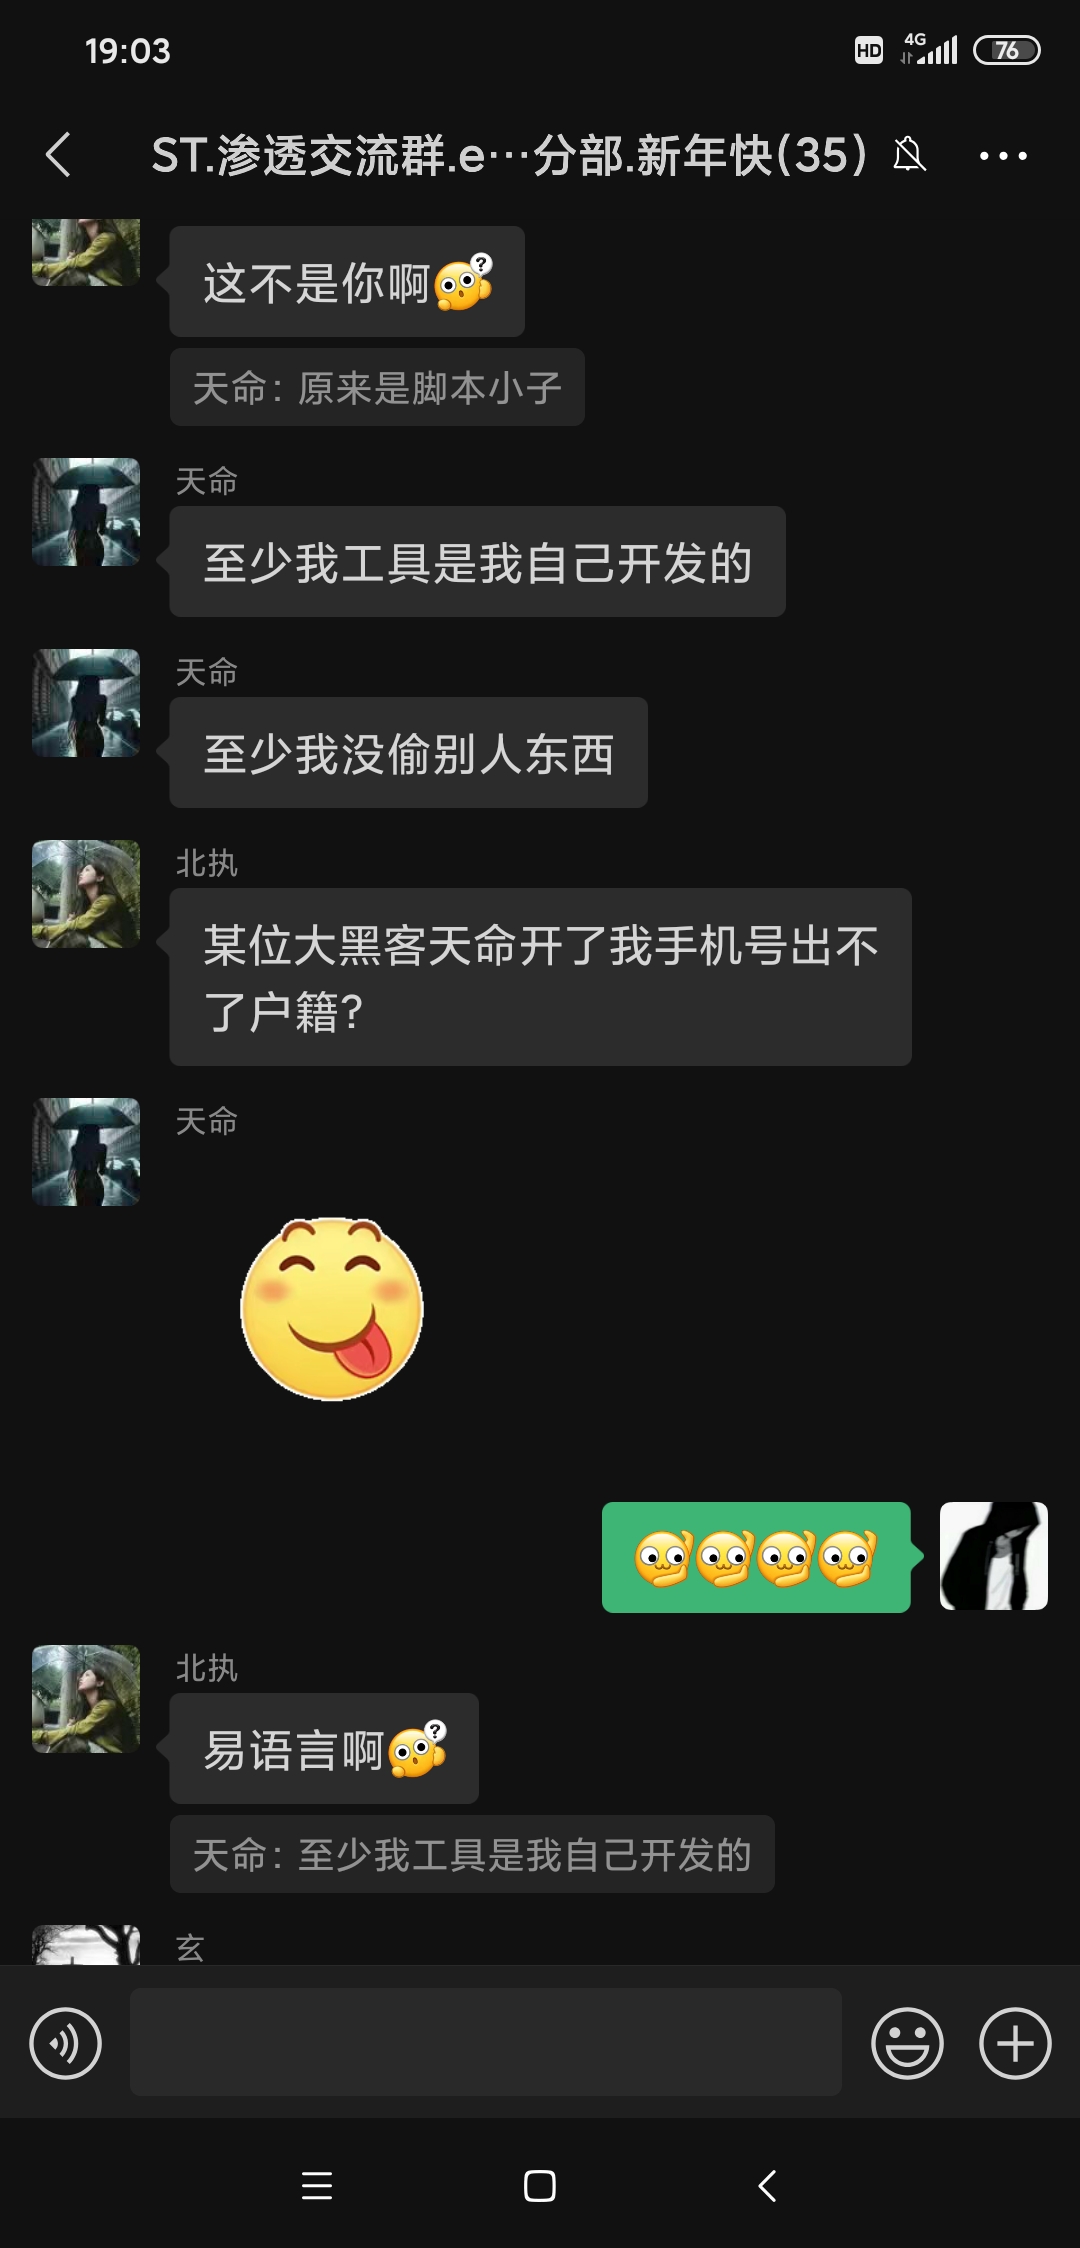 19:03
HD 4G 76
ST.渗透交流群.e…分部.新年快(35)
这不是你啊
天命：原来是脚本小子
天命
至少我工具是我自己开发的
天命
至少我没偷别人东西
北执
某位大黑客天命开了我手机号出不
了户籍?
天命
北执
易语言啊
天命：至少我工具是我自己开发的
玄